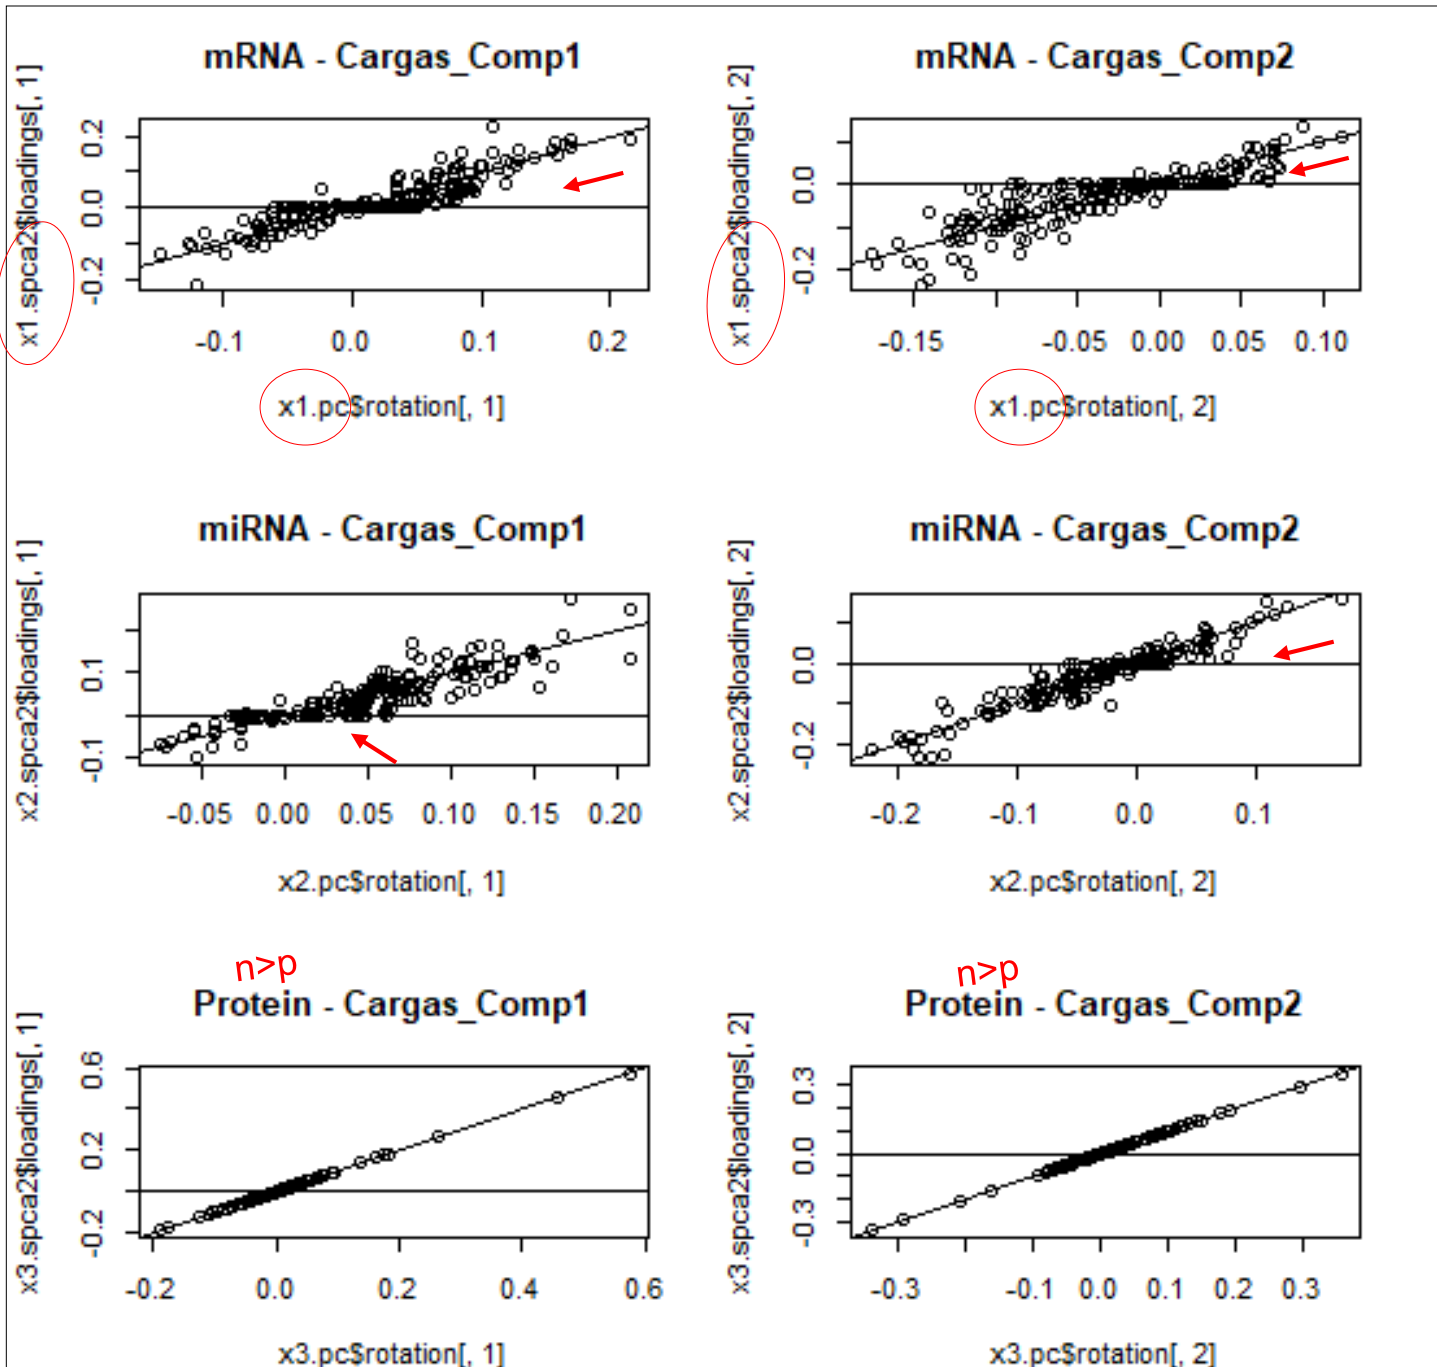 mRNA - Cargas_Comp1
x1.spca2$loadings[, 1]
0.2
0.0
-0.2
-0.1 0.0 0.1 0.2
x1.pc$rotation[, 1]
mRNA - Cargas_Comp2
x1.spca2$loadings[, 2]
0.0
-0.2
-0.15 -0.05 0.00 0.05 0.10
x1.pc$rotation[, 2]
miRNA - Cargas_Comp1
x2.spca2$loadings[, 1]
0.1
-0.1
-0.05 0.00 0.05 0.10 0.15 0.20
x2.pc$rotation[, 1]
miRNA - Cargas_Comp2
x2.spca2$loadings[, 2]
0.0
-0.2
-0.2 -0.1 0.0 0.1
x2.pc$rotation[, 2]
n>p
Protein - Cargas_Comp1
x3.spca2$loadings[, 1]
0.6
0.2
-0.2
-0.2 0.0 0.2 0.4 0.6
x3.pc$rotation[, 1]
n>p
Protein - Cargas_Comp2
x3.spca2$loadings[, 2]
0.3
0.0
-0.3
-0.3 -0.1 0.0 0.1 0.2 0.3
x3.pc$rotation[, 2]